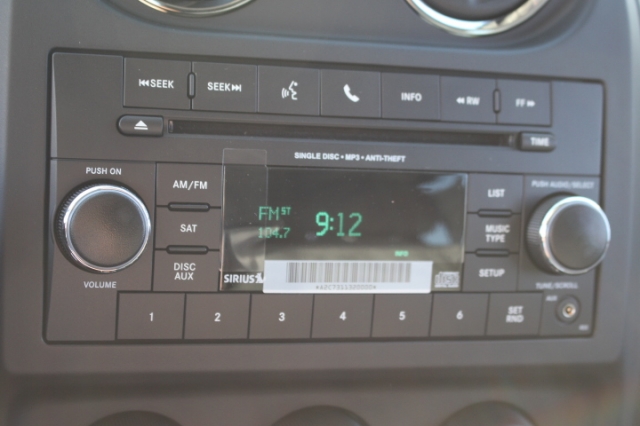 SEEK SEEK INFO RW FF
TIME
SINGLE DISC • MP3 • ANTI-THEFT
PUSH ON
VOLUME
AM/FM
SAT
DISC AUX
FM ST
104.7
9:12
INFO
SIRIUS
LIST
MUSIC TYPE
SETUP
PUSH AUDIO/SELECT
TUNE/SCROLL
1 2 3 4 5 6 SET RND